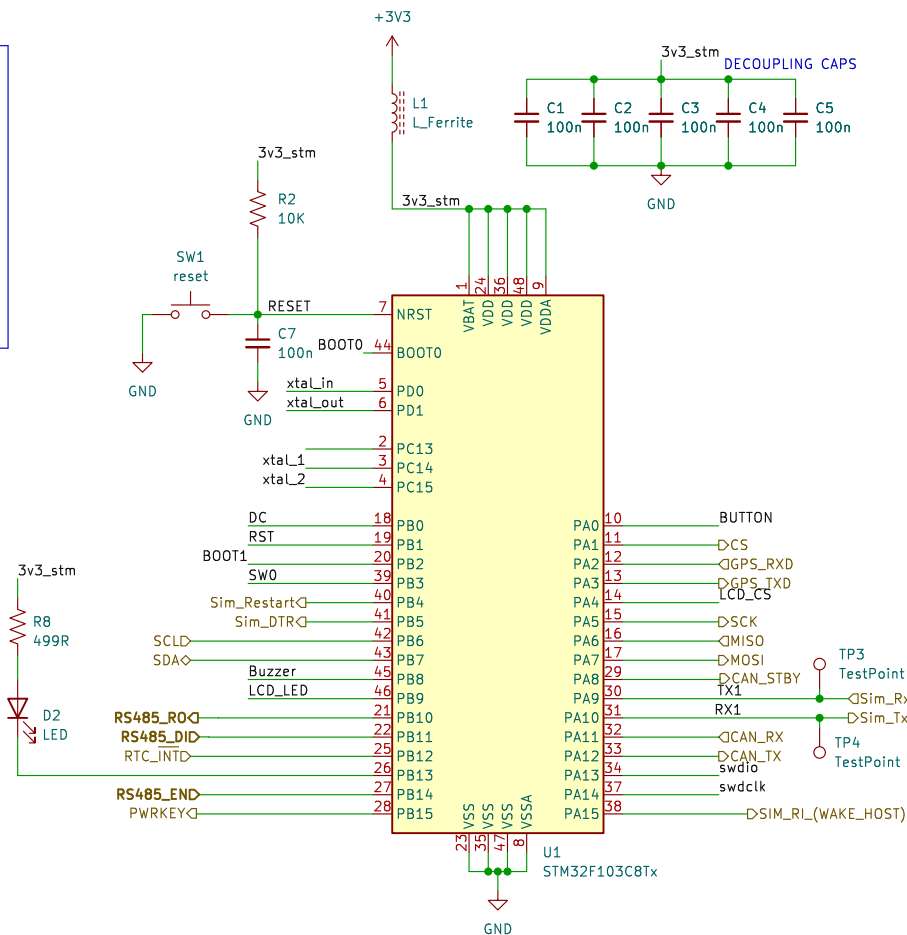 +3V3
L1
L_Ferrite
3v3_stm
DECOUPLING CAPS
C1
100n
C2
100n
C3
100n
C4
100n
C5
100n
GND
3v3_stm
R2
10K
SW1
reset
RESET
C7
100n
GND
GND
3v3_stm
1
24
36
48
9
VBAT
VDD
VDD
VDD
VDDA
7
NRST
BOOT0
44
BOOT0
xtal_in
5
PD0
xtal_out
6
PD1
2
PC13
xtal_1
3
PC14
xtal_2
4
PC15
DC
18
PB0
RST
19
PB1
BOOT1
20
PB2
SW0
39
PB3
Sim_Restart
40
PB4
Sim_DTR
41
PB5
SCL
42
PB6
SDA
43
PB7
Buzzer
45
PB8
LCD_LED
46
PB9
RS485_RO
21
PB10
RS485_DI
22
PB11
RTC_INT
25
PB12
26
PB13
RS485_EN
27
PB14
PWRKEY
28
PB15
3v3_stm
R8
499R
D2
LED
PA0
10
BUTTON
PA1
11
CS
PA2
12
GPS_RXD
PA3
13
GPS_TXD
PA4
14
LCD_CS
PA5
15
SCK
PA6
16
MISO
PA7
17
MOSI
PA8
29
CAN_STBY
PA9
30
TX1
Sim_Rx
PA10
31
RX1
Sim_Tx
PA11
32
CAN_RX
PA12
33
CAN_TX
PA13
34
swdio
PA14
37
swdclk
PA15
38
SIM_RI_(WAKE_HOST)
TP3
TestPoint
TP4
TestPoint
VSS
VSS
VSS
VSSA
23
35
47
8
U1
STM32F103C8Tx
GND